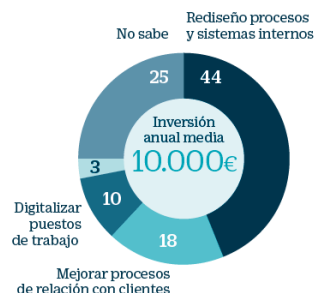 Rediseño procesos
y sistemas internos
No sabe
25
44
Inversión
anual media
10.000€
3
10
Digitalizar
puestos
de trabajo
18
Mejorar procesos
de relación con clientes